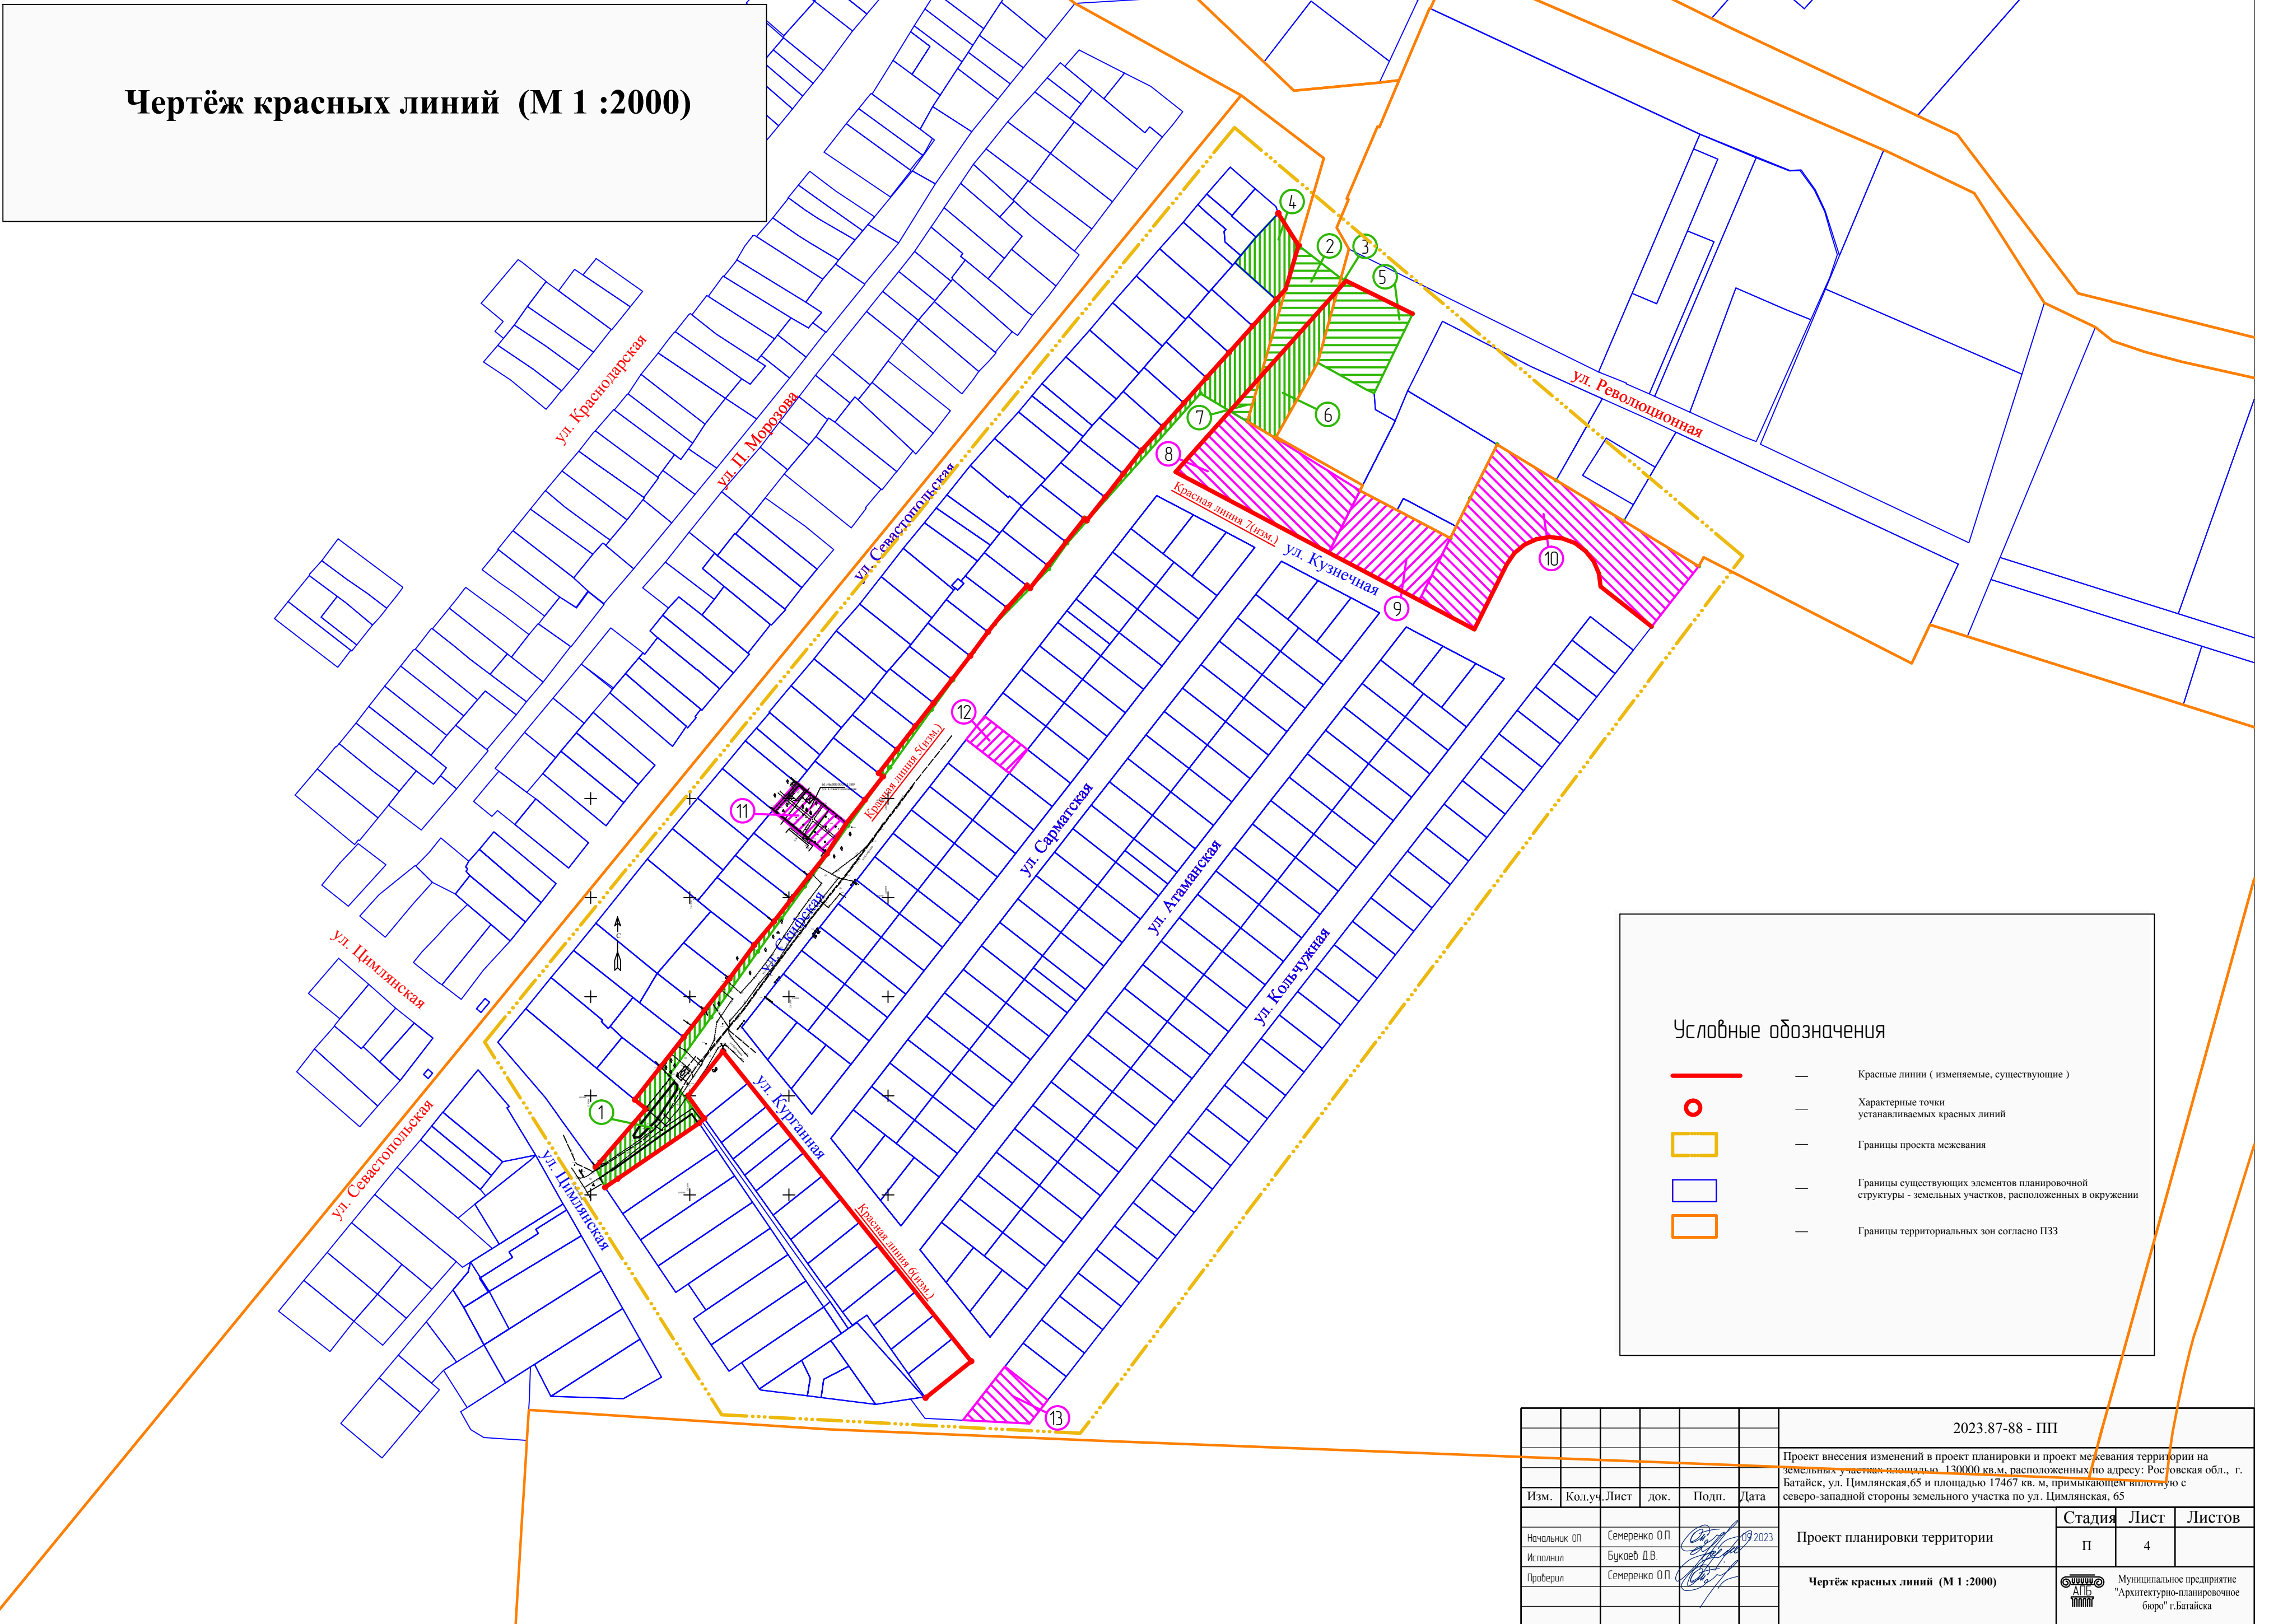 Чертёж красных линий (М 1 :2000)
4
2
3
5
ул. Краснодарская
ул. П. Морозова
ул. Революционная
6
7
8
ул. Севастопольская
Красная линия 7(изм.)
ул. Кузнечная
10
9
12
Красная линия 5(изм.)
11
ул. Сарматская
ул. Атаманская
ул. Скифская
ул. Кольчужная
ул. Цимлянская
С
1
ул. Курганная
ул. Севастопольская
ул. Цимлянская
Красная линия 6(изм.)
13
Условные обозначения
— Красные линии ( изменяемые, существующие )
— Характерные точки
устанавливаемых красных линий
— Границы проекта межевания
— Границы существующих элементов планировочной
структуры - земельных участков, расположенных в окружении
— Границы территориальных зон согласно ПЗЗ
2023.87-88 - ПП
Проект внесения изменений в проект планировки и проект межевания территории на
земельных участках площадью 130000 кв.м, расположенных по адресу: Ростовская обл., г.
Батайск, ул. Цимлянская,65 и площадью 17467 кв. м, примыкающем вплотную с
северо-западной стороны земельного участка по ул. Цимлянская, 65
Изм. Кол.уч. Лист док. Подп. Дата
Начальник ОП Семеренко О.П. 09.2023
Исполнил Букаев Д.В.
Проверил Семеренко О.П.
Проект планировки территории
Стадия Лист Листов
П 4
Чертёж красных линий (М 1 :2000)
АПБ
Муниципальное предприятие
"Архитектурно-планировочное
бюро" г.Батайска